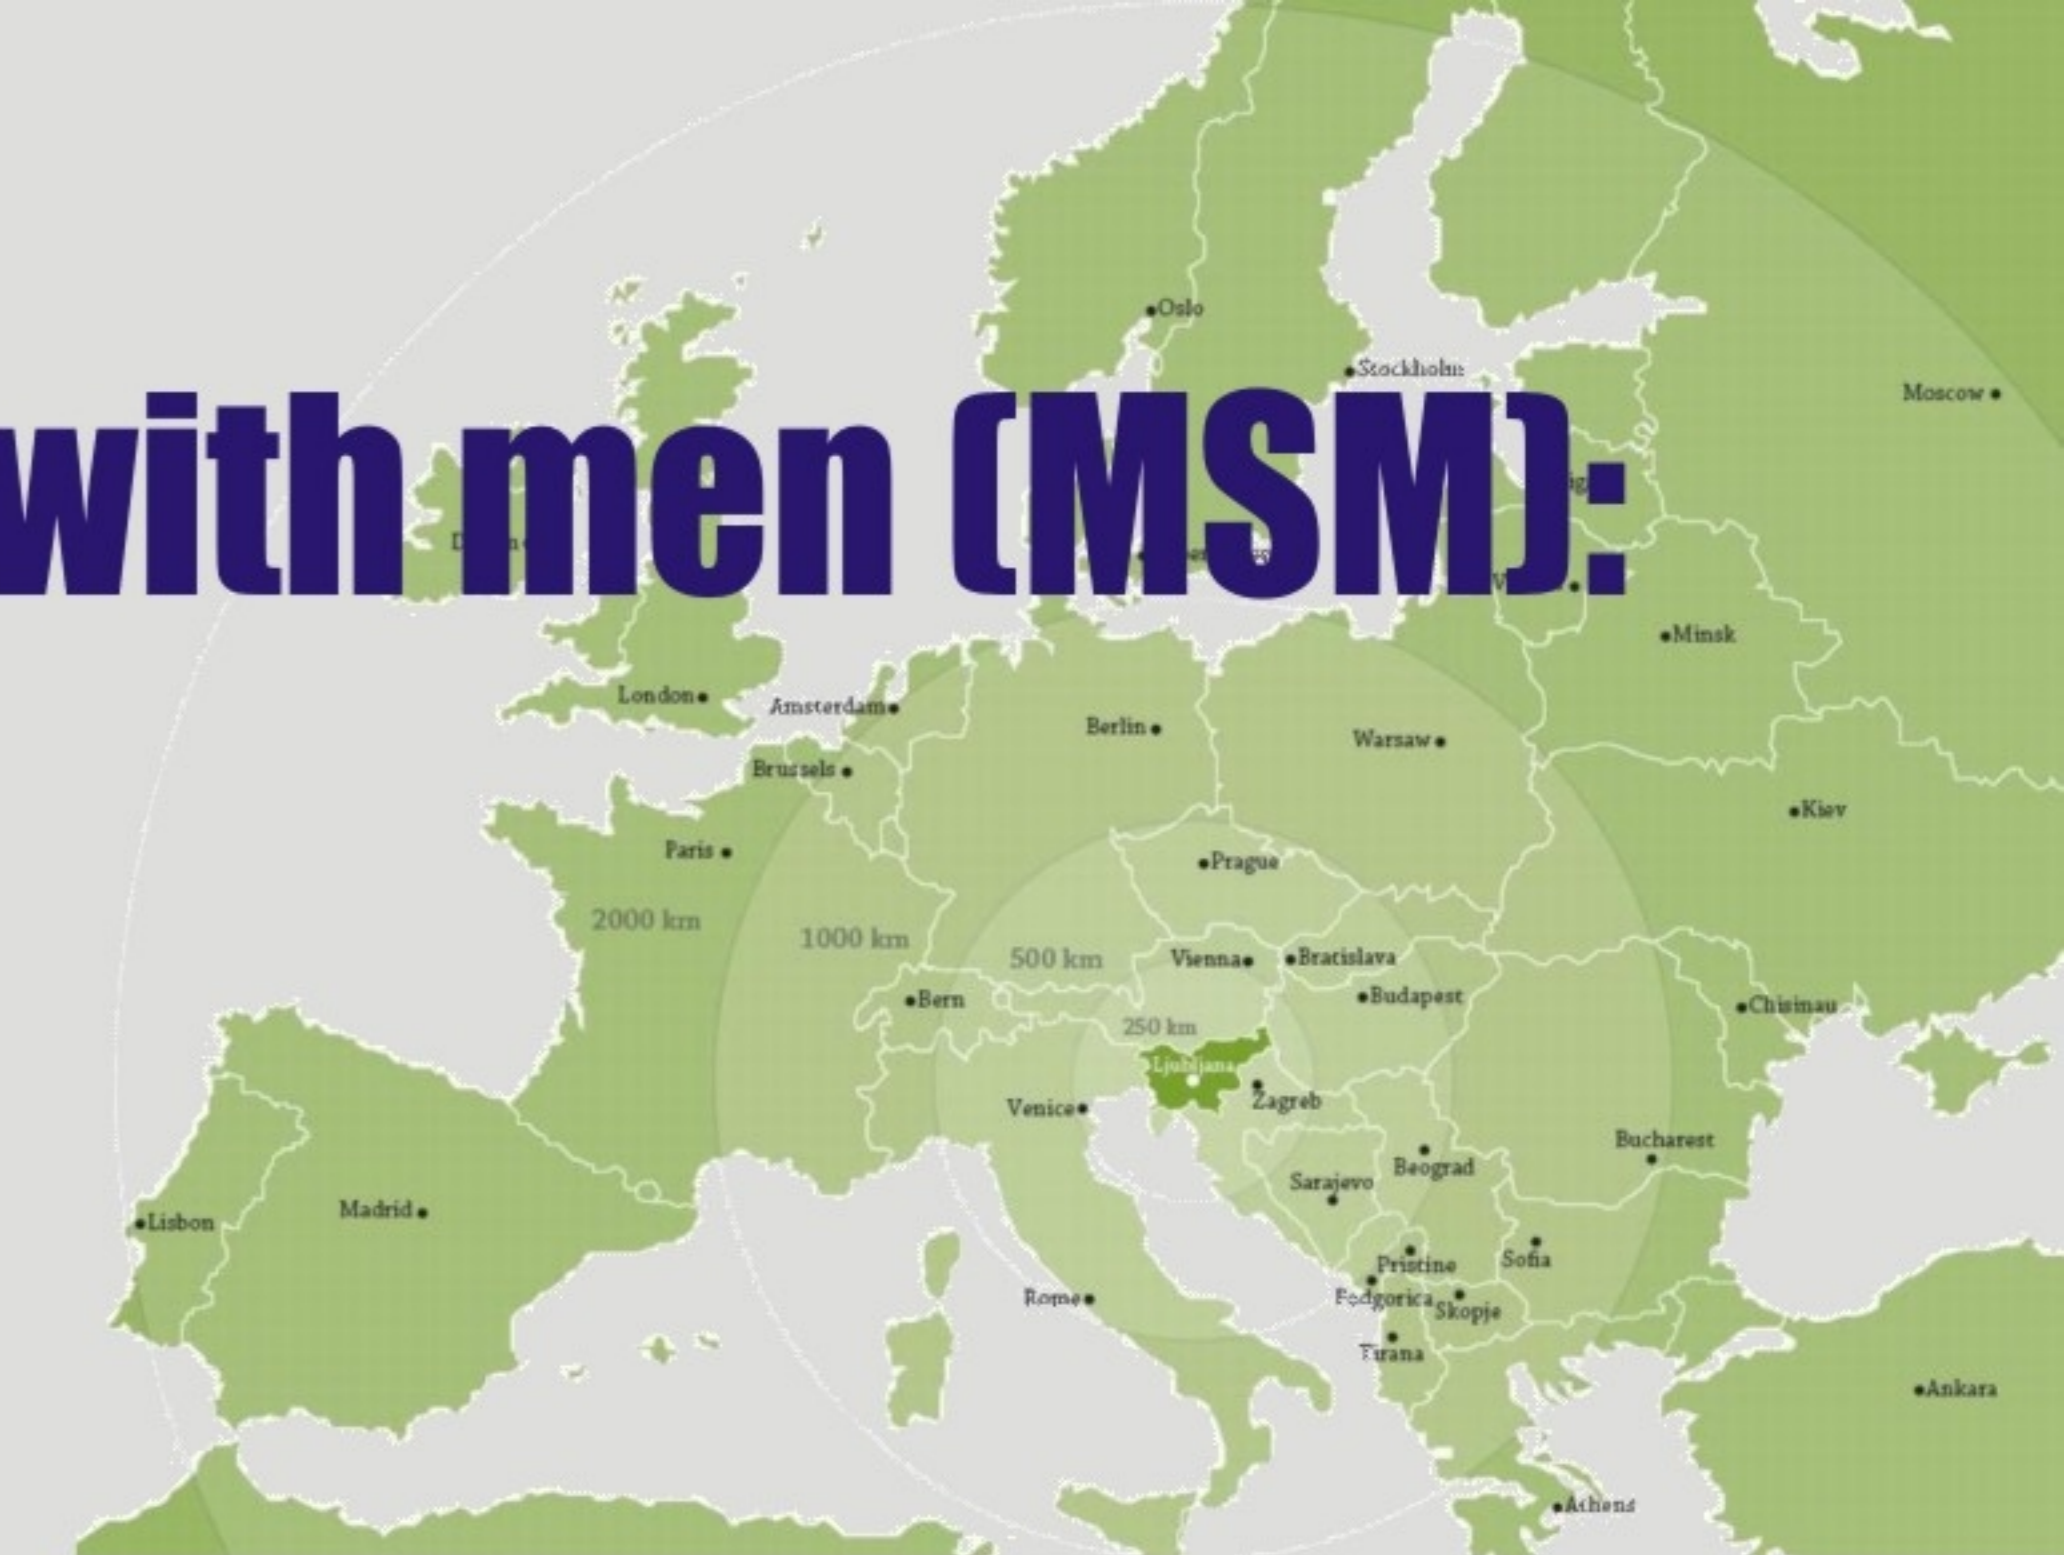 Oslo
Stockholm
Moscow
with men (MSM):
Minsk
London
Amsterdam
Berlin
Warsaw
Brussels
Kiev
Paris
Prague
2000 km
1000 km
500 km
Vienna
Bratislava
Bern
Budapest
Chisinau
250 km
Ljubljana
Venice
Zagreb
Bucharest
Beograd
Sarajevo
Lisbon
Madrid
Pristine
Sofia
Rome
Podgorica
Skopje
Tirana
Ankara
Athens